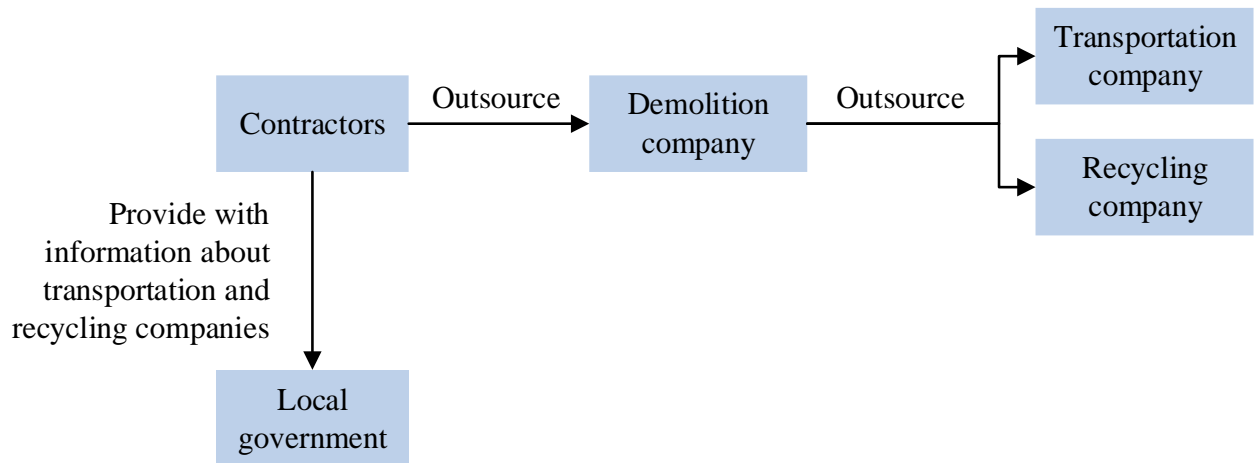 Transportation
company
Outsource
Outsource
Contractors
Demolition
company
Recycling
company
Provide with
information about
transportation and
recycling companies
Local
government